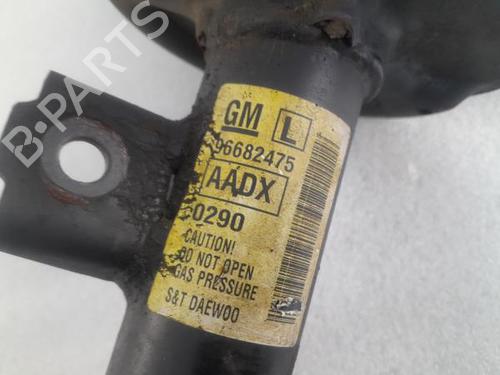 B-PARTS
GM L
96682475
AADX
0290
CAUTION!
DO NOT OPEN
GAS PRESSURE
S&T DAEWOO